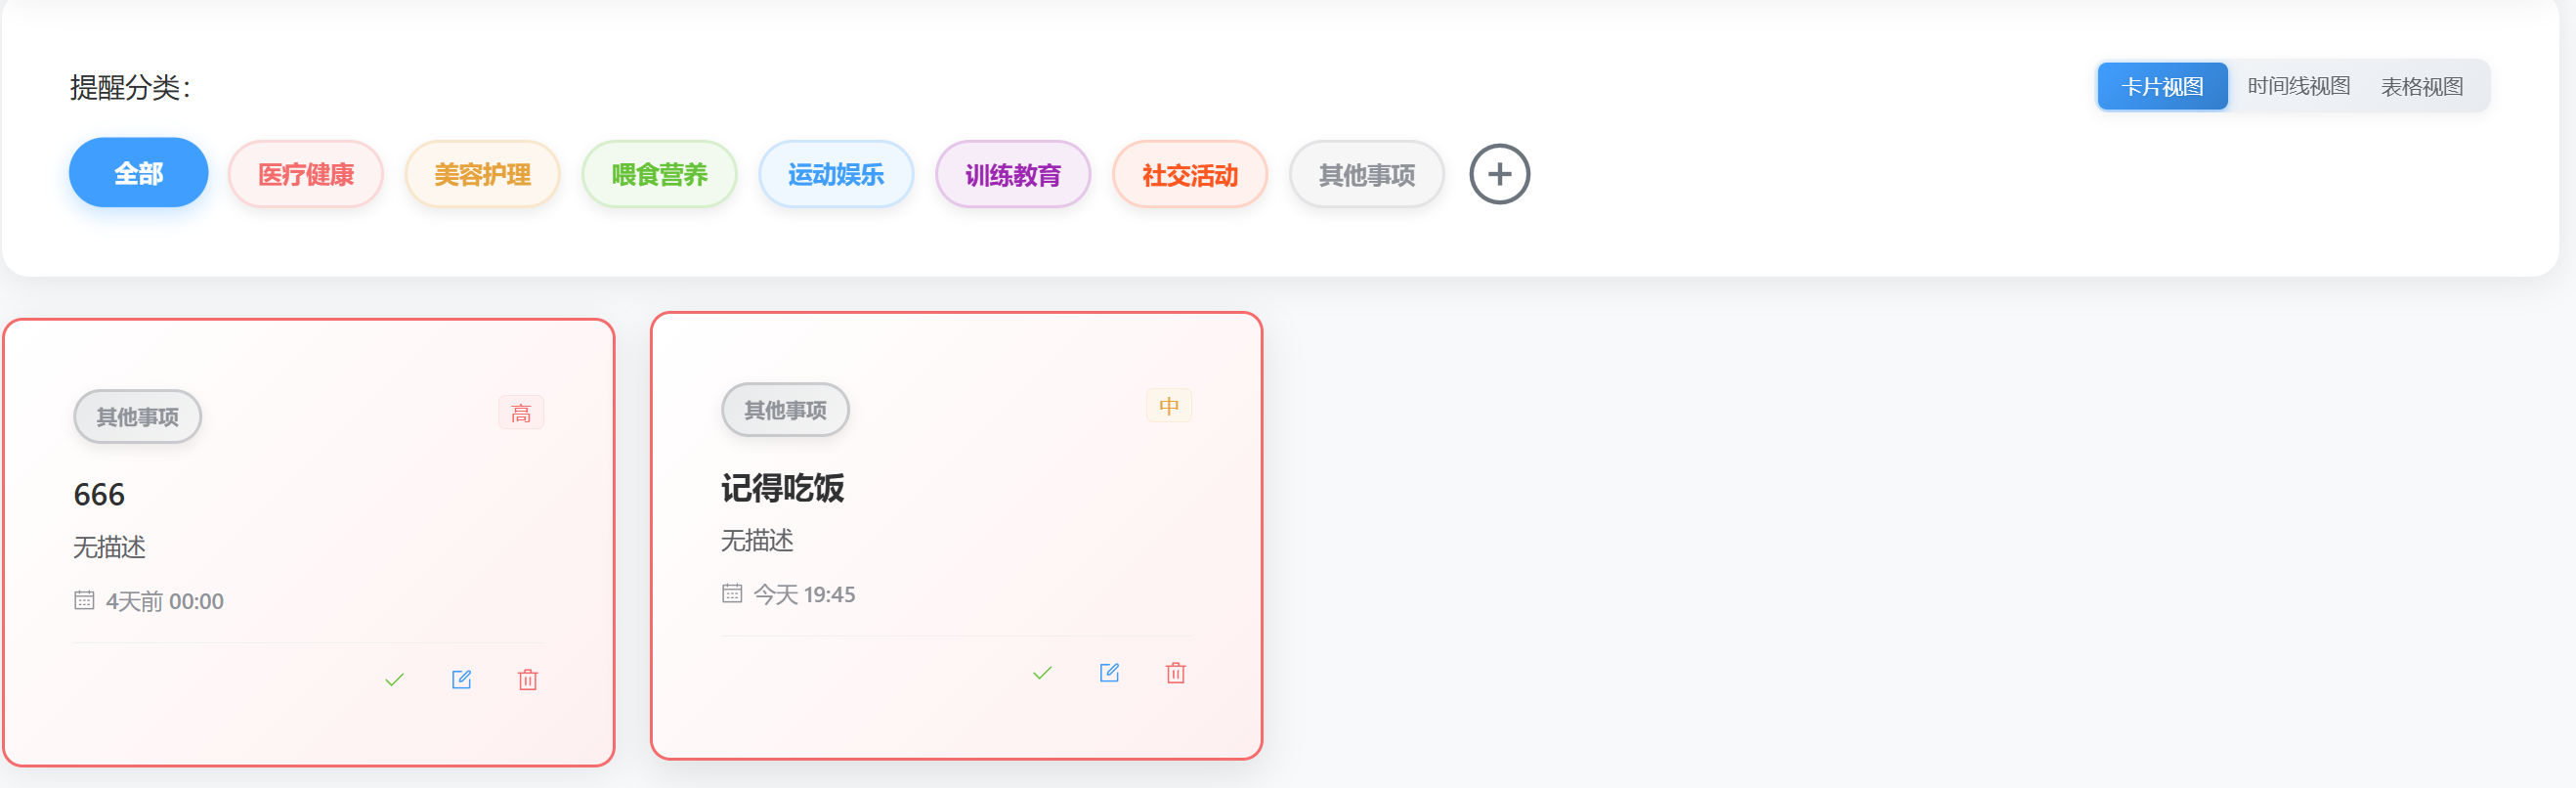 提醒分类：
卡片视图 时间线视图 表格视图
全部 医疗健康 美容护理 喂食营养 运动娱乐 训练教育 社交活动 其他事项
其他事项 高
666
无描述
4天前 00:00
其他事项 中
记得吃饭
无描述
今天 19:45